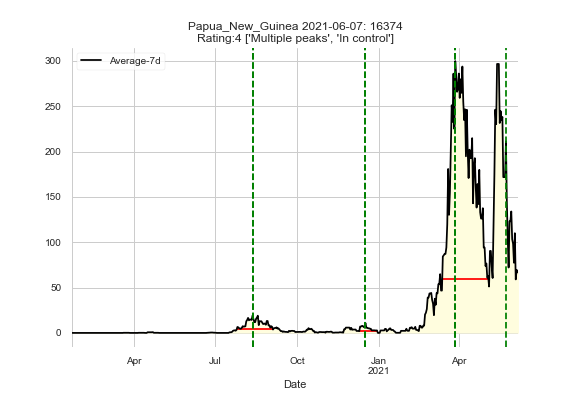 Papua_New_Guinea 2021-06-07: 16374
Rating:4 ['Multiple peaks', 'In control']
Average-7d
300
250
200
150
100
50
0
Apr
Jul
Oct
Jan
2021
Apr
Date